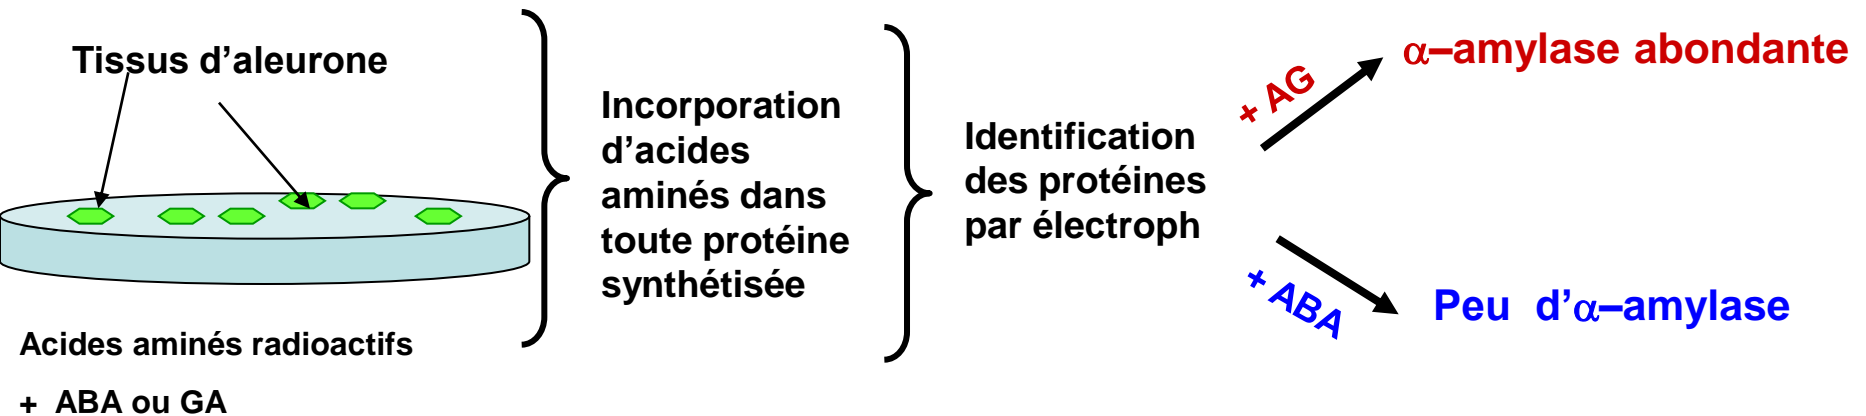 Tissus d’aleurone
Acides aminés radioactifs
+ ABA ou GA
Incorporation
d’acides
aminés dans
toute protéine
synthétisée
Identification
des protéines
par électroph
+ AG
α–amylase abondante
+ ABA
Peu d’α–amylase